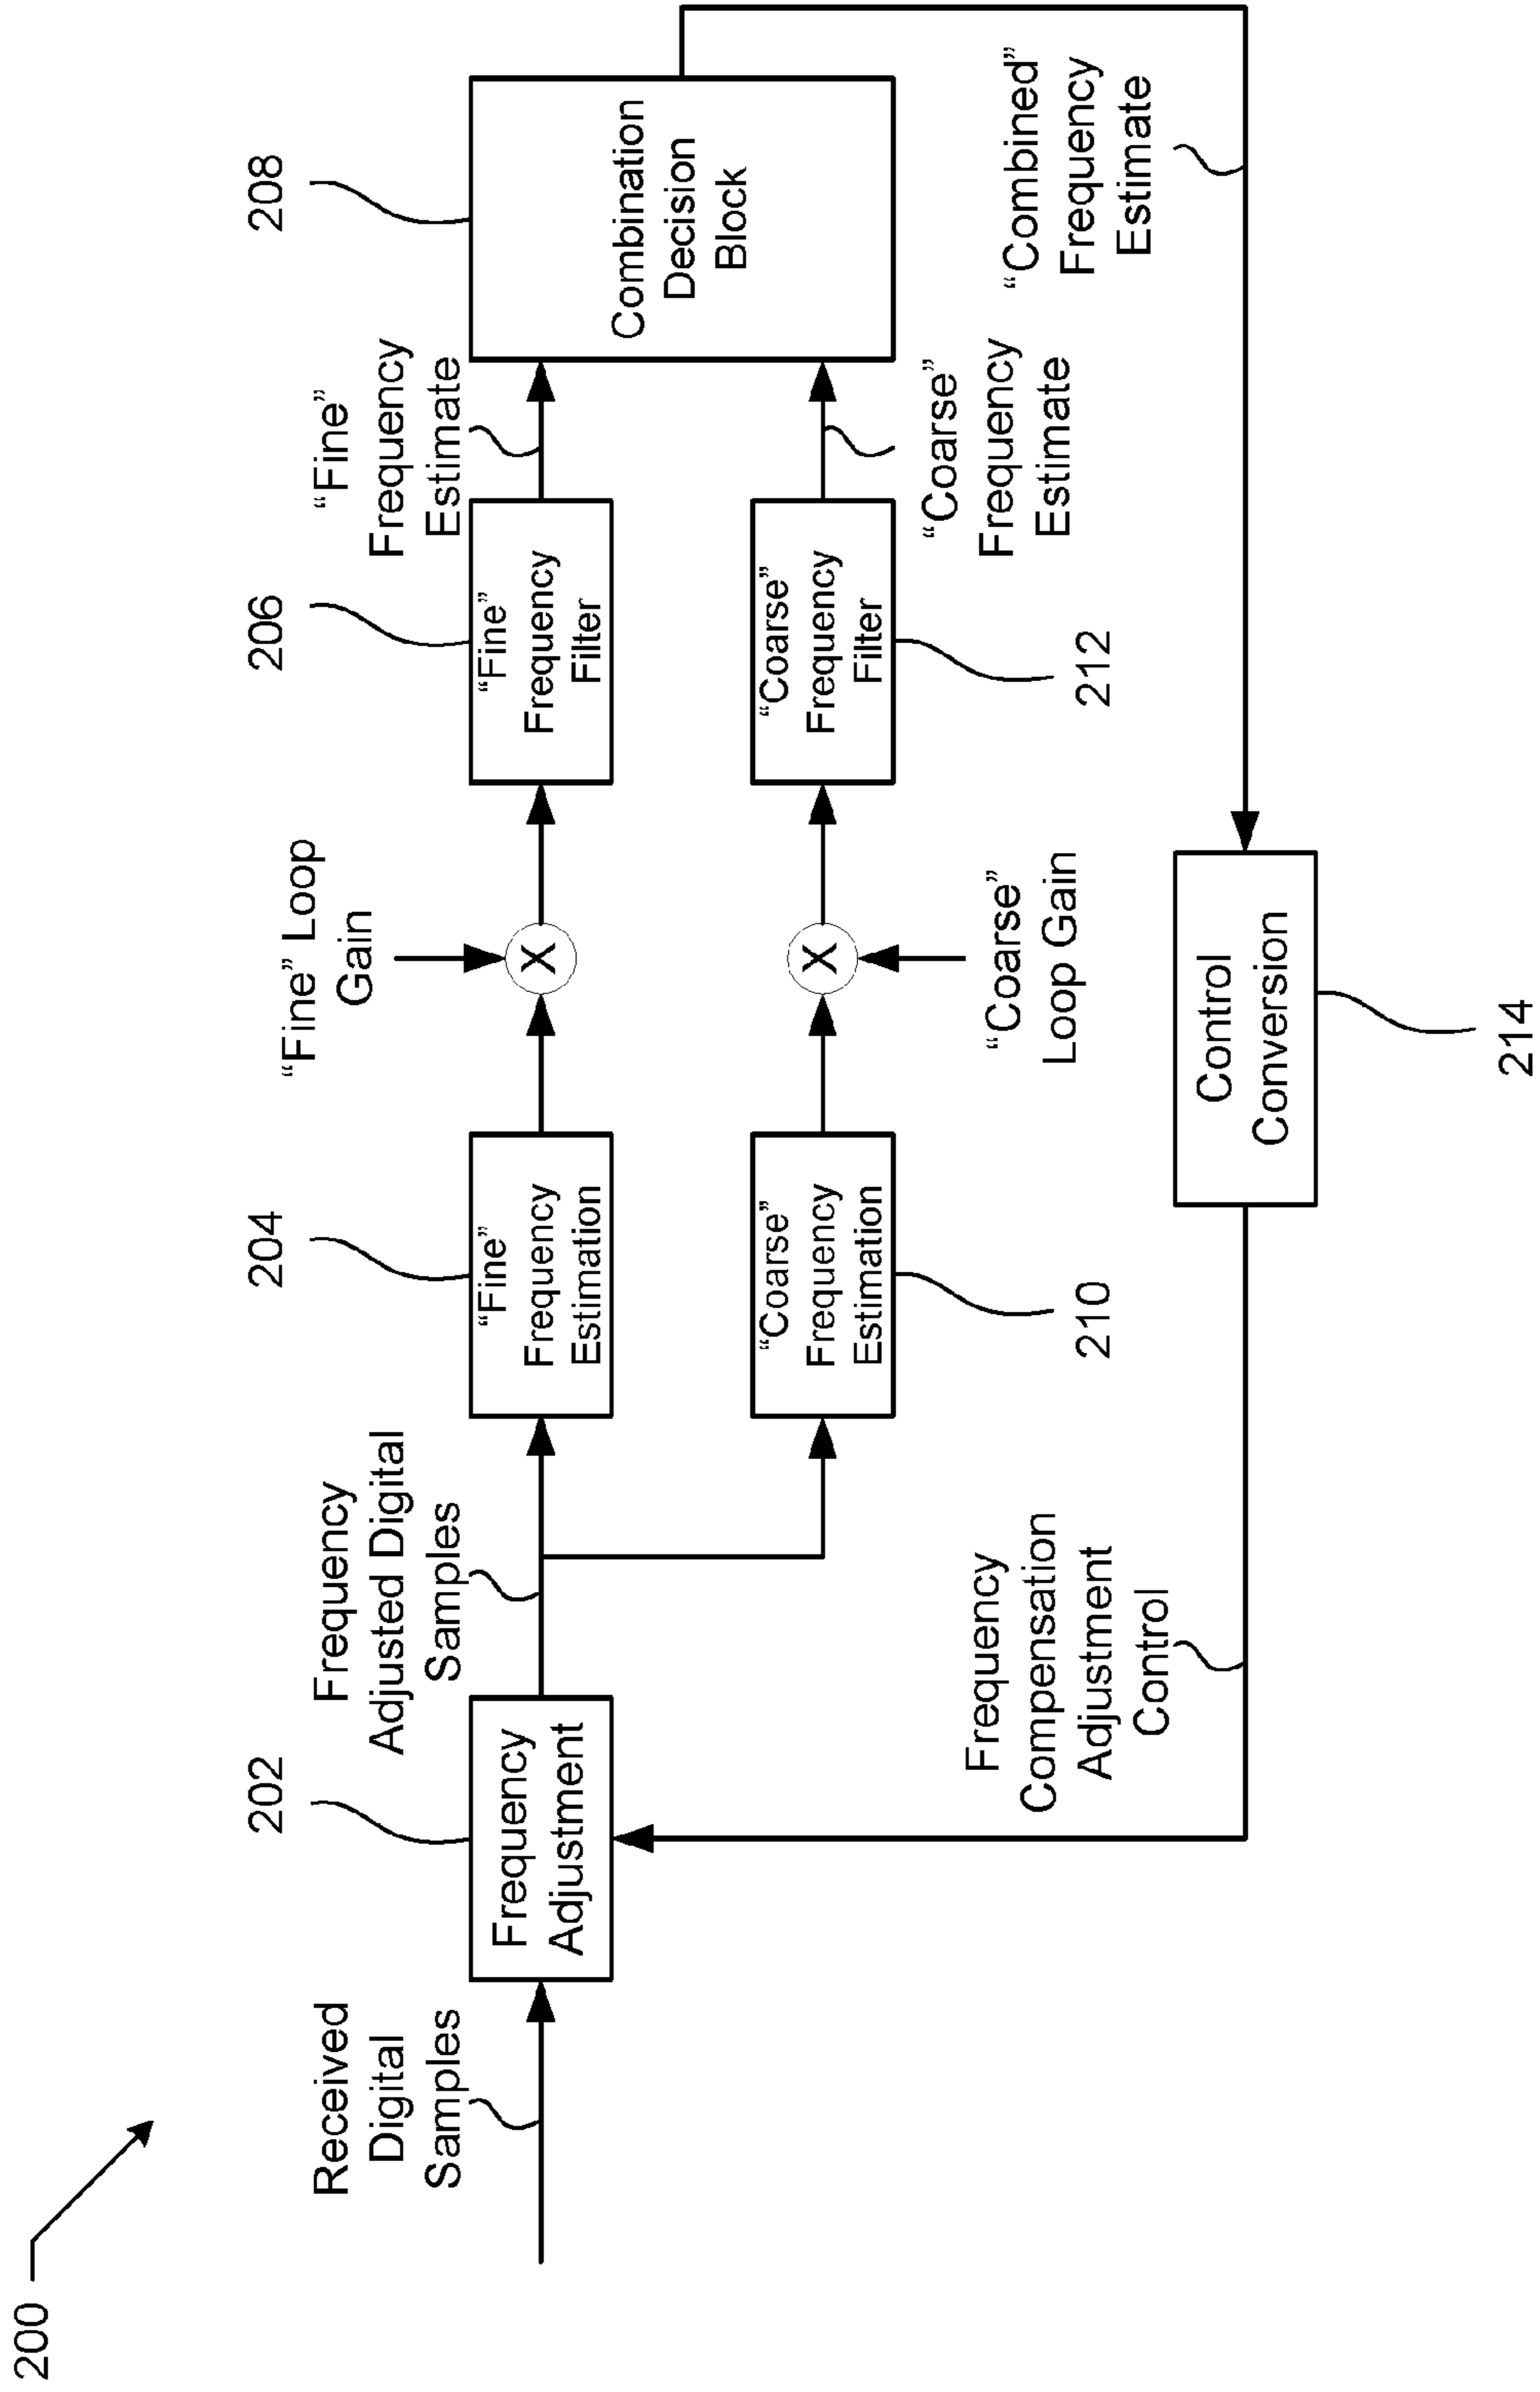 200
202
204
206
208
Received
Digital
Samples
Frequency
Adjusted Digital
Samples
“Fine” Loop
Gain
“Fine”
Frequency
Estimate
Frequency
Adjustment
“Fine”
Frequency
Estimation
X
“Fine”
Frequency
Filter
Combination
Decision
Block
“Coarse”
Frequency
Estimation
X
“Coarse”
Frequency
Filter
“Coarse”
Frequency
Estimate
“Coarse”
Loop Gain
210
212
Frequency
Compensation
Adjustment
Control
“Combined”
Frequency
Estimate
Control
Conversion
214